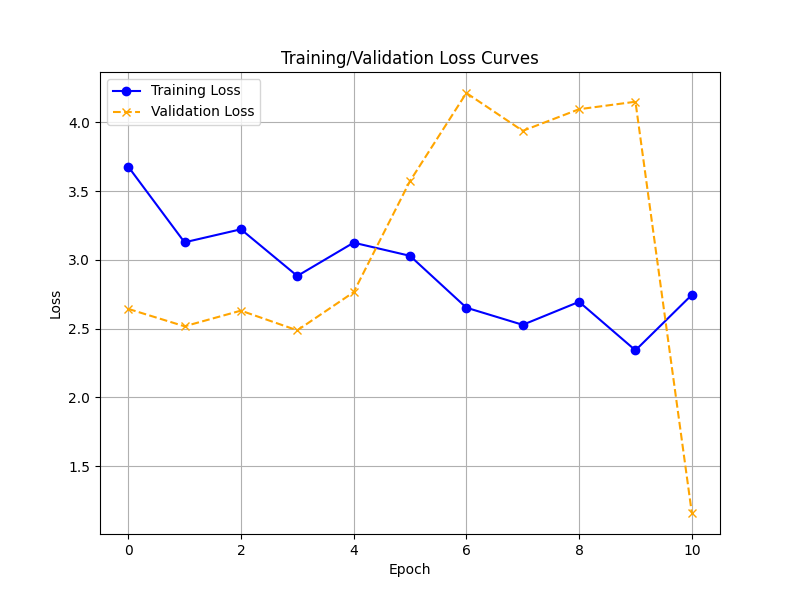 Training/Validation Loss Curves
Training Loss
Validation Loss
4.0
3.5
3.0
2.5
2.0
1.5
Loss
0 2 4 6 8 10
Epoch